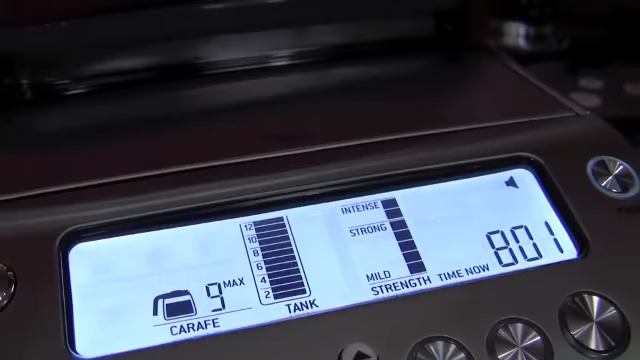 9 MAX
CARAFE
12
10
8
6
4
2
TANK
INTENSE
STRONG
MILD
STRENGTH
TIME NOW 801